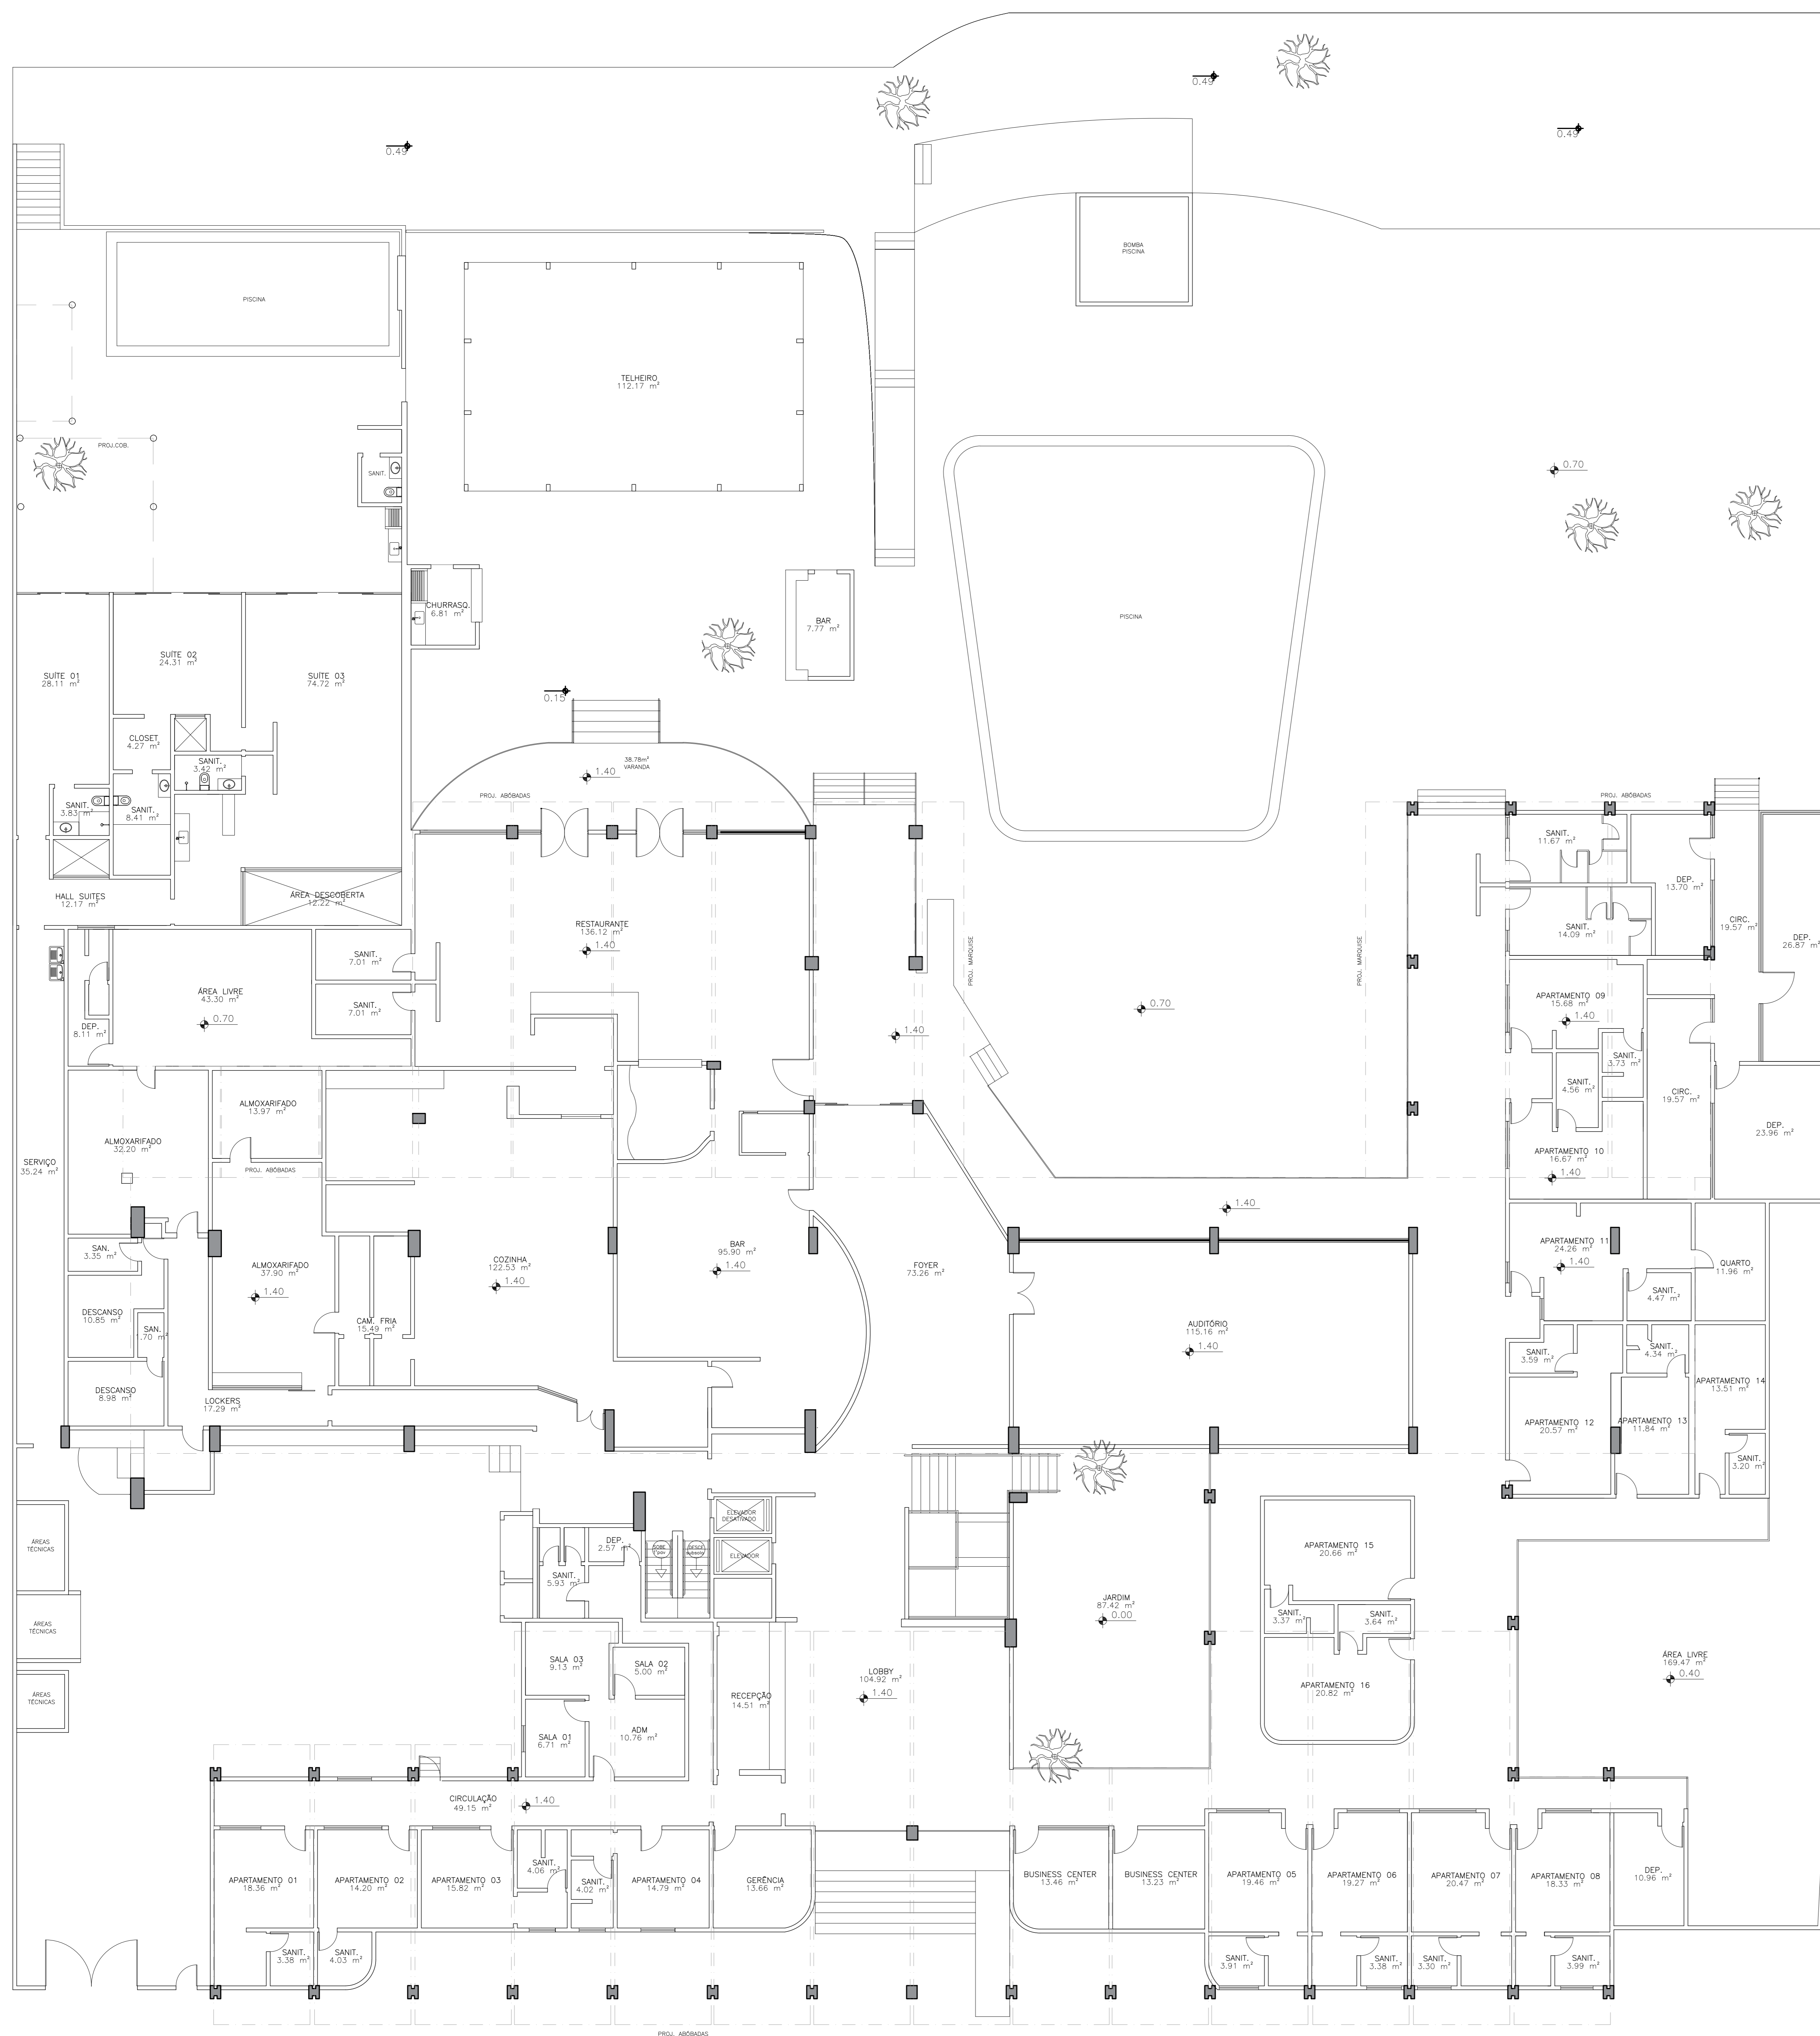 0.49
0.49
0.49
BOMBA
PISCINA
PISCINA
TELHEIRO
112.17 m²
PROJ.COB.
SANIT.
0.70
CHURRASQ.
6.81 m²
BAR
7.77 m²
PISCINA
SUÍTE 01
28.11 m²
SUÍTE 02
24.31 m²
SUÍTE 03
74.72 m²
0.15
CLOSET
4.27 m²
SANIT.
3.42 m²
38.78m²
VARANDA
1.40
PROJ. ABÓBADAS
PROJ. ABÓBADAS
SANIT.
3.83 m²
SANIT.
8.41 m²
SANIT.
11.67 m²
DEP.
13.70 m²
HALL SUITES
12.17 m²
ÁREA DESCOBERTA
12.22 m²
RESTAURANTE
136.12 m²
1.40
PROJ. MARQUISE
PROJ. MARQUISE
SANIT.
14.09 m²
CIRC.
19.57 m²
DEP.
26.87 m²
SANIT.
7.01 m²
ÁREA LIVRE
43.30 m²
0.70
SANIT.
7.01 m²
DEP.
8.11 m²
1.40
0.70
APARTAMENTO 09
15.68 m²
1.40
SANIT.
3.73 m²
SANIT.
4.56 m²
CIRC.
19.57 m²
ALMOXARIFADO
13.97 m²
ALMOXARIFADO
32.20 m²
DEP.
23.96 m²
SERVIÇO
35.24 m²
PROJ. ABÓBADAS
APARTAMENTO 10
16.67 m²
1.40
1.40
SAN.
3.35 m²
ALMOXARIFADO
37.90 m²
1.40
COZINHA
122.53 m²
1.40
BAR
95.90 m²
1.40
FOYER
73.26 m²
APARTAMENTO 11
24.26 m²
1.40
QUARTO
11.96 m²
SANIT.
4.47 m²
DESCANSO
10.85 m²
SAN.
1.70 m²
CAM. FRIA
15.49 m²
AUDITÓRIO
115.16 m²
1.40
SANIT.
3.59 m²
SANIT.
4.34 m²
APARTAMENTO 14
13.51 m²
DESCANSO
8.98 m²
LOCKERS
17.29 m²
APARTAMENTO 12
20.57 m²
APARTAMENTO 13
11.84 m²
SANIT.
3.20 m²
ÁREAS
TÉCNICAS
ELEVADOR
DESATIVADO
DEP.
2.57 m²
SOBE
DESCE
subsolo
ELEVADOR
SANIT.
5.93 m²
APARTAMENTO 15
20.66 m²
ÁREAS
TÉCNICAS
JARDIM
87.42 m²
0.00
SANIT.
3.37 m²
SANIT.
3.64 m²
SALA 03
9.13 m²
SALA 02
5.00 m²
LOBBY
104.92 m²
1.40
ÁREA LIVRE
169.47 m²
0.40
ÁREAS
TÉCNICAS
RECEPÇÃO
14.51 m²
APARTAMENTO 16
20.82 m²
SALA 01
6.71 m²
ADM
10.76 m²
CIRCULAÇÃO
49.15 m²
1.40
APARTAMENTO 01
18.36 m²
APARTAMENTO 02
14.20 m²
APARTAMENTO 03
15.82 m²
SANIT.
4.06 m²
SANIT.
4.02 m²
APARTAMENTO 04
14.79 m²
GERÊNCIA
13.66 m²
BUSINESS CENTER
13.46 m²
BUSINESS CENTER
13.23 m²
APARTAMENTO 05
19.46 m²
APARTAMENTO 06
19.27 m²
APARTAMENTO 07
20.47 m²
APARTAMENTO 08
18.33 m²
DEP.
10.96 m²
SANIT.
3.38 m²
SANIT.
4.03 m²
SANIT.
3.91 m²
SANIT.
3.38 m²
SANIT.
3.30 m²
SANIT.
3.99 m²
PROJ. ABÓBADAS